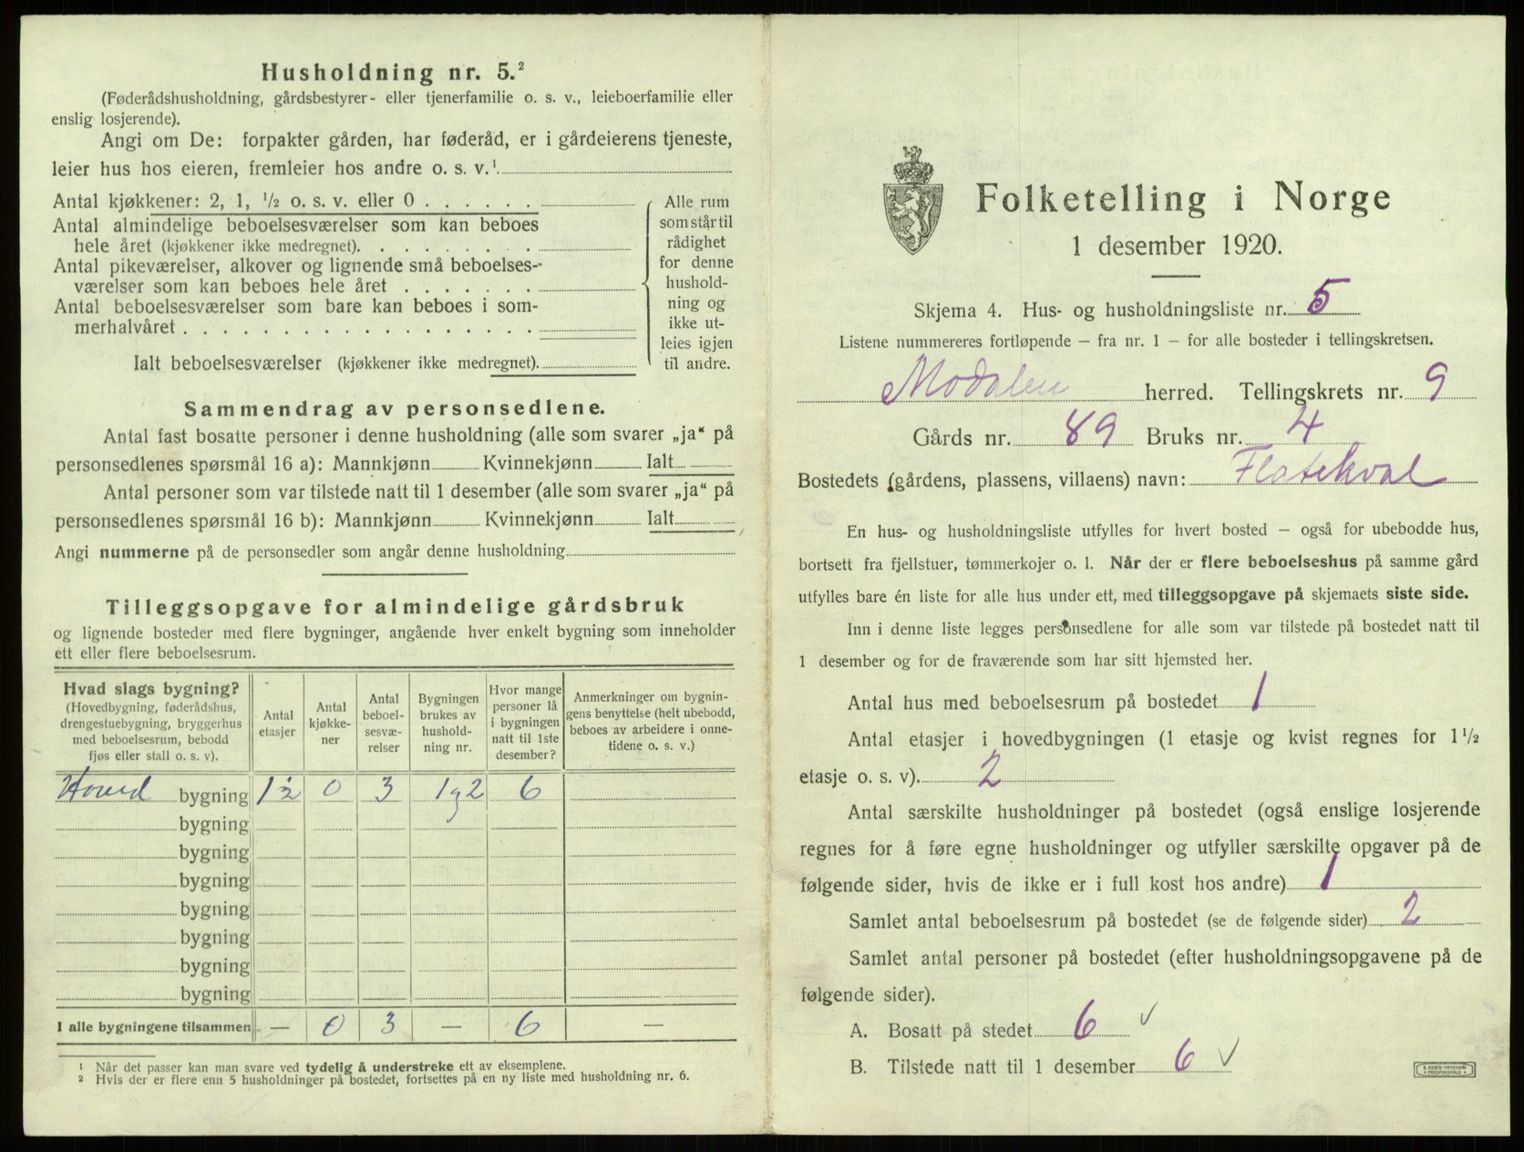 Husholdning nr. 5.²
(Føderådshusholdning, gårdsbestyrer- eller tjenerfamilie o. s. v., leieboerfamilie eller
enslig losjerende).
Angi om De: forpakter gården, har føderåd, er i gårdeierens tjeneste,
leier hus hos eieren, fremleier hos andre o. s. v.¹
Antal kjøkkener: 2, 1, ½ o. s. v. eller 0
Antal almindelige beboelsesværelser som kan beboes
hele året (kjøkkener ikke medregnet).
Antal pikeværelser, alkover og lignende små beboelses-
værelser som kan beboes hele året
Antal beboelsesværelser som bare kan beboes i som-
merhalvåret
Ialt beboelsesværelser (kjøkkener ikke medregnet).
Alle rum
som står til
rådighet
for denne
hushold-
ning og
ikke ut-
leies igjen
til andre.
Sammendrag av personsedlene.
Antal fast bosatte personer i denne husholdning (alle som svarer „ja“ på
personsedlenes spørsmål 16 a): Mannkjønn Kvinnekjønn Ialt
Antal personer som var tilstede natt til 1 desember (alle som svarer „ja“ på
personsedlenes spørsmål 16 b): Mannkjønn Kvinnekjønn Ialt
Angi nummerne på de personsedler som angår denne husholdning
Tilleggsopgave for almindelige gårdsbruk
og lignende bosteder med flere bygninger, angående hver enkelt bygning som inneholder
ett eller flere beboelsesrum.
Hvad slags bygning?
(Hovedbygning, føderådshus,
drengestuebygning, bryggerhus
med beboelsesrum, bebodd
fjøs eller stall o. s. v).
Antal
etasjer
Antal
kjøkke-
ner
Antal
beboel-
sesvæ-
relser
Bygningen
brukes av
hushold-
ning nr.
Hvor mange
personer lå
i bygningen
natt til 1ste
desember?
Anmerkninger om bygnin-
gens benyttelse (helt ubebodd,
beboes av arbeidere i onne-
tidene o. s. v.)
Hoved bygning 1½ 0 3 1 g 2 6
bygning
bygning
bygning
bygning
bygning
bygning
bygning
I alle bygningene tilsammen — 0 3 — 6 —
¹ Når det passer kan man svare ved tydelig å understreke ett av eksemplene.
² Hvis der er flere enn 5 husholdninger på bostedet, fortsettes på en ny liste med husholdning nr. 6.
Folketelling i Norge
1 desember 1920.
Skjema 4. Hus- og husholdningsliste nr. 5
Listene nummereres fortløpende — fra nr. 1 — for alle bosteder i tellingskretsen.
Modalen herred. Tellingskrets nr. 9
Gårds nr. 89 Bruks nr. 4
Bostedets (gårdens, plassens, villaens) navn: Flatekval
En hus- og husholdningsliste utfylles for hvert bosted — også for ubebodde hus,
bortsett fra fjellstuer, tømmerkojer o. l. Når der er flere beboelseshus på samme gård
utfylles bare én liste for alle hus under ett, med tilleggsopgave på skjemaets siste side.
Inn i denne liste legges personsedlene for alle som var tilstede på bostedet natt til
1 desember og for de fraværende som har sitt hjemsted her.
Antal hus med beboelsesrum på bostedet 1
Antal etasjer i hovedbygningen (1 etasje og kvist regnes for 1½
etasje o. s. v). 2
Antal særskilte husholdninger på bostedet (også enslige losjerende
regnes for å føre egne husholdninger og utfyller særskilte opgaver på de
følgende sider, hvis de ikke er i full kost hos andre) 1
Samlet antal beboelsesrum på bostedet (se de følgende sider) 2
Samlet antal personer på bostedet (efter husholdningsopgavene på de
følgende sider).
A. Bosatt på stedet 6 ✓
B. Tilstede natt til 1 desember 6 ✓